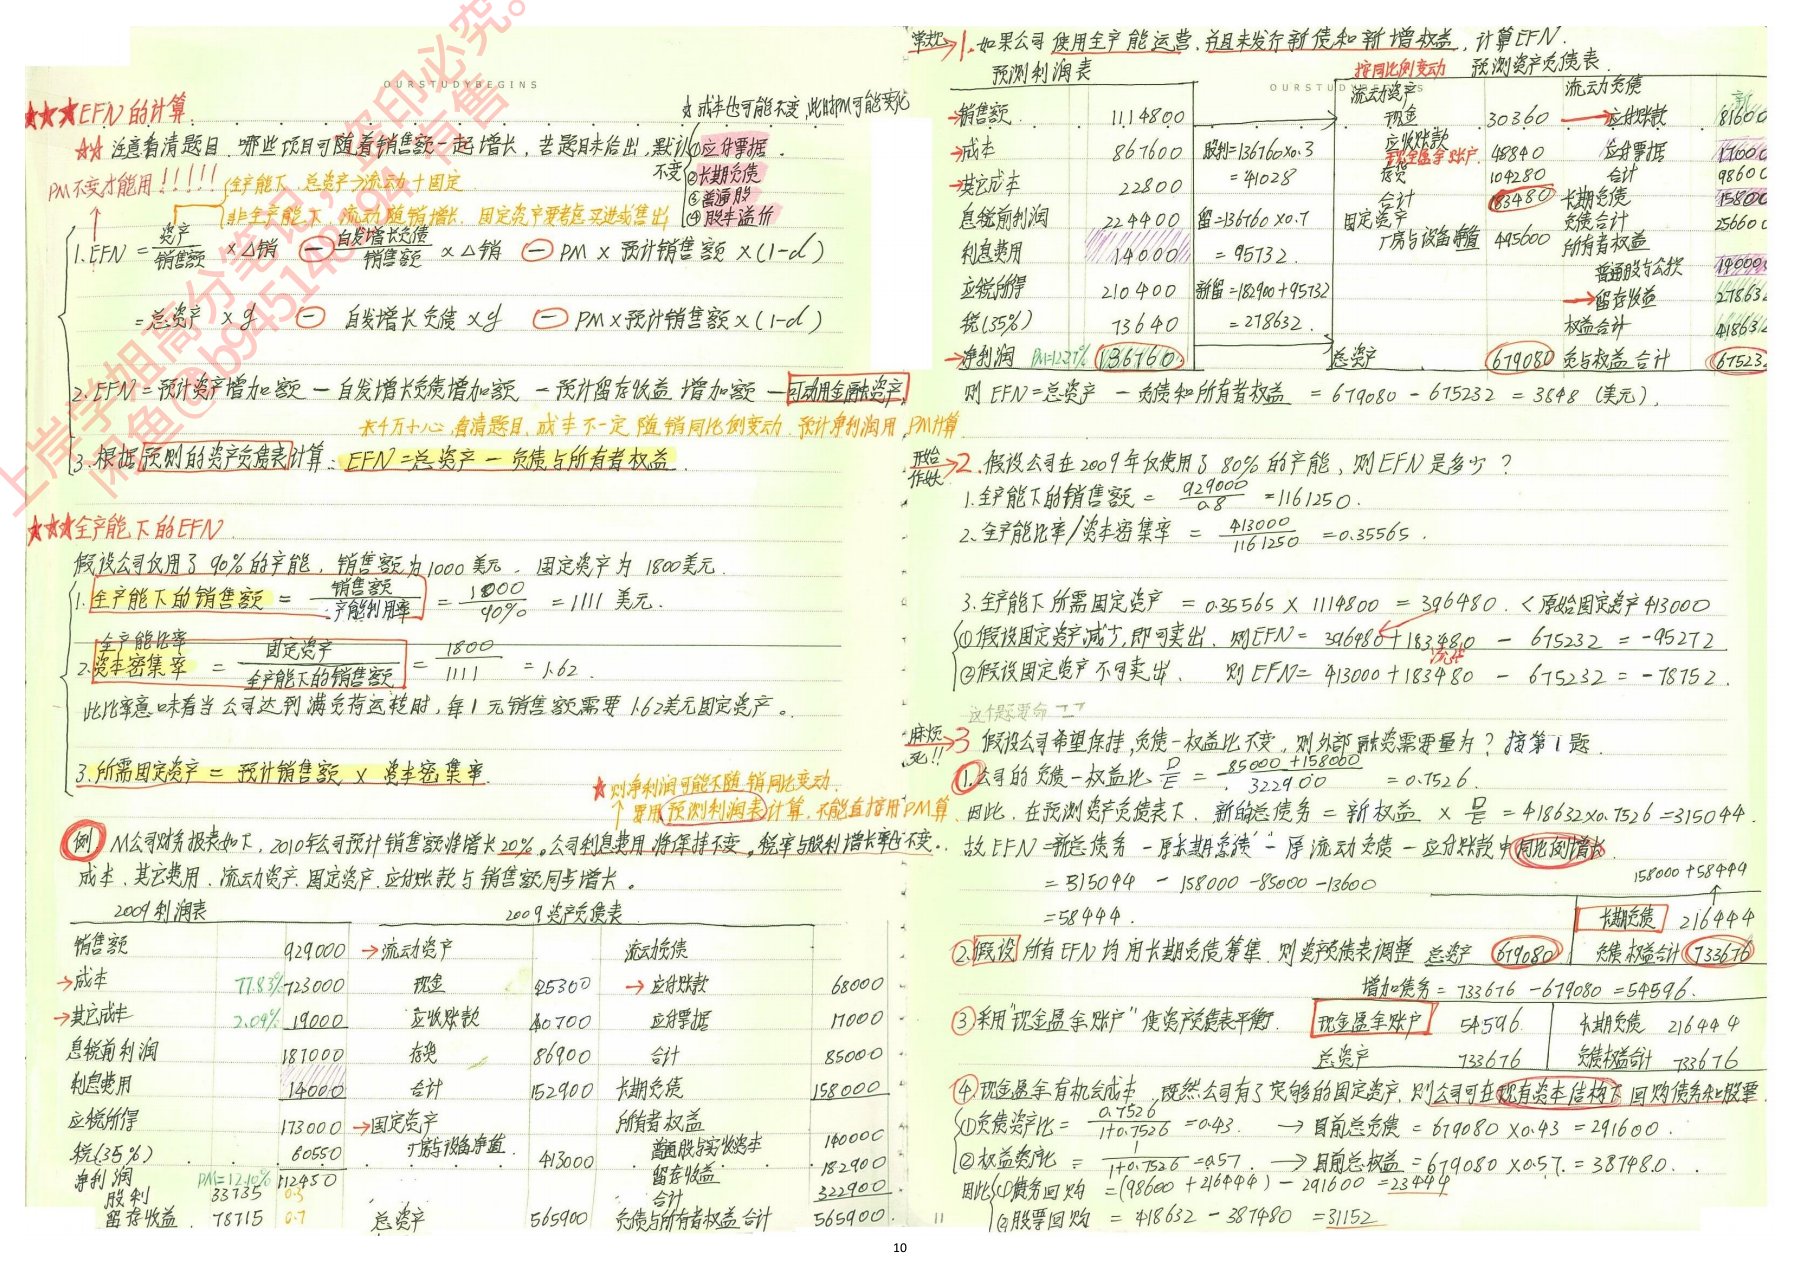 OURSTUDYBEGINS
★★★EFN的计算
☆成本也可能不变,此时PM可能变化
★★ 注意看清题目,哪些项目可随着销售额一起增长,若题目未给出,默认不变
①应付票据
②长期负债
③普通股
④股本溢价
PM不变才能用!!!!!
全产能下,总资产→流动+固定
非全产能下,流动随销增长,固定资产要考虑买进或售出
1.EFN = 资产/销售额 × △销 - 自发增长负债/销售额 × △销 - PM × 预计销售额 ×(1-d)
=总资产 × g - 自发增长负债 × g - PM×预计销售额×(1-d)
2.EFN=预计资产增加额 - 自发增长负债增加额 - 预计留存收益增加额 - 可动用金融资产
☆千万小心,看清题目,成本不一定随销同比例变动,预计净利润用PM计算
3.根据预测的资产负债表计算:EFN=总资产-负债与所有者权益
★★★全产能下的EFN
假设公司仅用了90%的产能,销售额为1000美元,固定资产为1800美元.
1.全产能下的销售额 = 销售额/产能利用率 = 1000/90% = 1111美元.
2.全产能比率 资本密集率 = 固定资产/全产能下的销售额 = 1800/1111 = 1.62
此比率意味着当公司达到满负荷运转时,每1元销售额需要1.62美元固定资产。
3.所需固定资产 = 预计销售额 × 资本密集率
★则净利润可能不随销同比变动.
↑要用预测利润表计算,不能直接用PM算
例 M公司财务报表如下,2010年公司预计销售额将增长20%。公司利息费用将保持不变。税率与股利增长率也不变。
成本、其它费用、流动资产、固定资产、应付账款与销售额同步增长。
2009利润表
销售额 929000
→成本 77.83% 723000
→其它成本 2.04% 19000
息税前利润 187000
利息费用 14000
应税所得 173000
税(35%) 60550
净利润 PM=12.10% 112450
股利 33735 0.3
留存收益 78715 0.7
2009资产负债表
→流动资产 流动负债
现金 25300 →应付账款 68000
应收账款 40700 应付票据 17000
存货 86900 合计 85000
合计 152900 长期负债 158000
→固定资产 所有者权益
厂房与设备净值 413000 普通股与实收资本 140000
留存收益 182900
合计 322900
总资产 565900 负债与所有者权益合计 565900
常规→1.如果公司使用全产能运营,并且未发行新债和新增权益,计算EFN.
预测利润表
OURSTUDYBEGINS
→销售额 1114800
→成本 867600
→其它成本 22800
息税前利润 224400
利息费用 14000
应税所得 210400
税(35%) 73640
→净利润 PM=12.27% 136760
股利=136760×0.3
=41028
留=136760×0.7
=95732
新留=182900+95732
=278632
按同比例变动 预测资产负债表
流动资产 流动负债 新
现金 30360 →应付账款 81600
应收账款 48840 应付票据 17000
现金盈余账户
存货 104280 合计 98600
合计 183480 长期负债 15800
固定资产 负债合计 25660
厂房与设备净值 495600 所有者权益
普通股与公积 14000
→留存收益 27863
权益合计 41863
总资产 679080 负与权益合计 67523
则EFN=总资产 - 负债和所有者权益 = 679080-675232 = 3848(美元).
开始作妖→2.假设公司在2009年仅使用了80%的产能,则EFN是多少?
1.全产能下的销售额 = 929000/0.8 = 1161250.
2.全产能比率/资本密集率 = 413000/1161250 = 0.35565.
3.全产能下所需固定资产 = 0.35565 × 1114800 = 396480. < 原始固定资产413000
①假设固定资产减少,即可卖出.则EFN= 396480+183480 - 675232 = -95272
流动
②假设固定资产不可卖出. 则EFN= 413000+183480 - 675232 = -78752.
这个题要命
麻烦死!!→3 假设公司希望保持负债-权益比不变,则外部融资需要量为?接第1题.
①.公司的负债-权益比 D/E = 85000+158000/322900 = 0.7526.
因此,在预测资产负债表下,新的总债务 = 新权益 × D/E = 418632×0.7526=315044.
故EFN=新总债务 - 原长期负债 - 原流动负债 - 应付账款中同比例增长
=315044 - 158000 -85000 -13600
=58444.
158000+58444
长期负债 216444
②假设所有EFN均用长期负债筹集,则资产负债表调整 总资产 679080 负债权益合计 733676
增加债务 = 733676 -679080=54596.
③采用"现金盈余账户"使资产负债表平衡. 现金盈余账户 54596. 长期负债 216444
总资产 733676 负债权益合计 733676
④现金盈余有机会成本,既然公司有了足够的固定资产,则公司可在现有资本结构下回购债务和股票.
①负债资产比 = 0.7526/1+0.7526 = 0.43. → 目前总负债 = 679080×0.43=291600.
②权益资产比 = 1/1+0.7526 = 0.57. → 目前总权益 = 679080×0.57. = 387480.
因此 ①债务回购 =(98600+216444) - 291600 =23444
②股票回购 = 418632 - 387480 =31152
11
10
上岸学姐高分笔记,盗印必究。